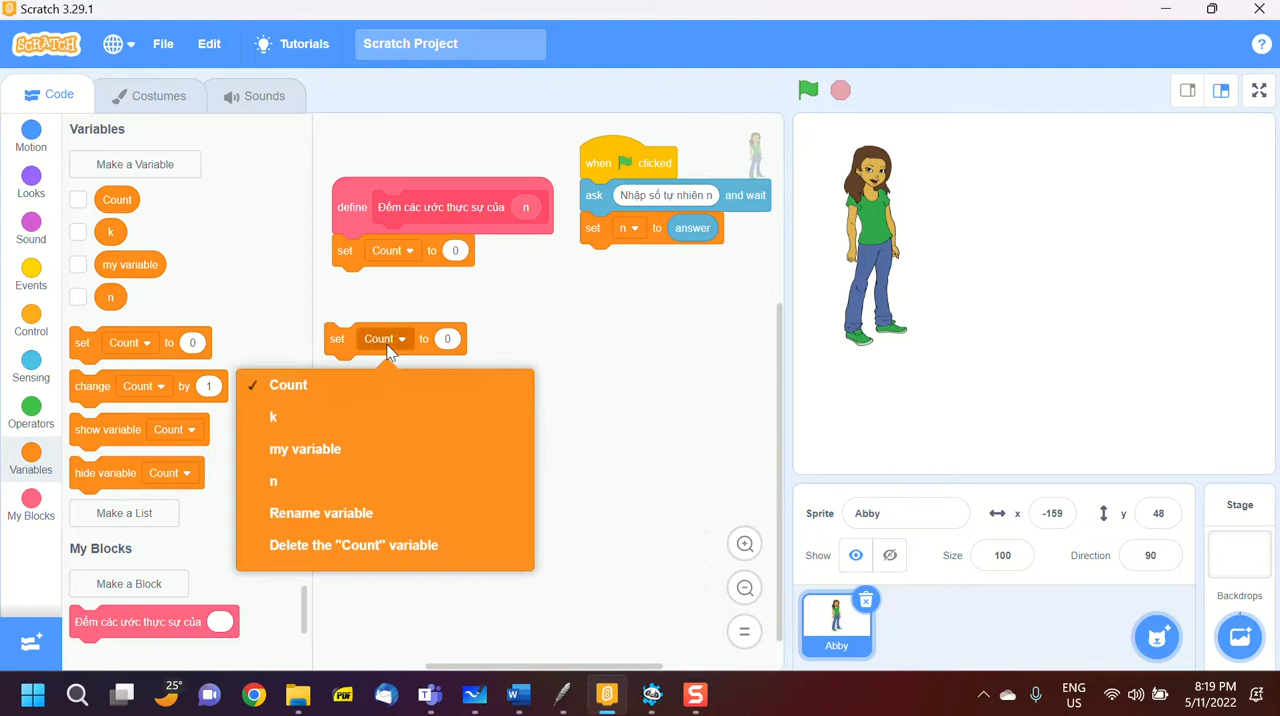 Scratch 3.29.1
SCRATCH
File
Edit
Tutorials
Scratch Project
?
Code
Costumes
Sounds
Motion
Looks
Sound
Events
Control
Sensing
Operators
Variables
My Blocks
Variables
Make a Variable
Count
k
my variable
n
set Count to 0
change Count by 1
show variable Count
hide variable Count
Make a List
My Blocks
Make a Block
Đếm các ước thực sự của
define Đếm các ước thực sự của n
set Count to 0
set Count to 0
✓ Count
k
my variable
n
Rename variable
Delete the "Count" variable
when clicked
ask Nhập số tự nhiên n and wait
set n to answer
Sprite Abby x -159 y 48
Show Size 100 Direction 90
Abby
Stage
Backdrops
25°
PDF
ENG
US
8:19 PM
5/11/2022